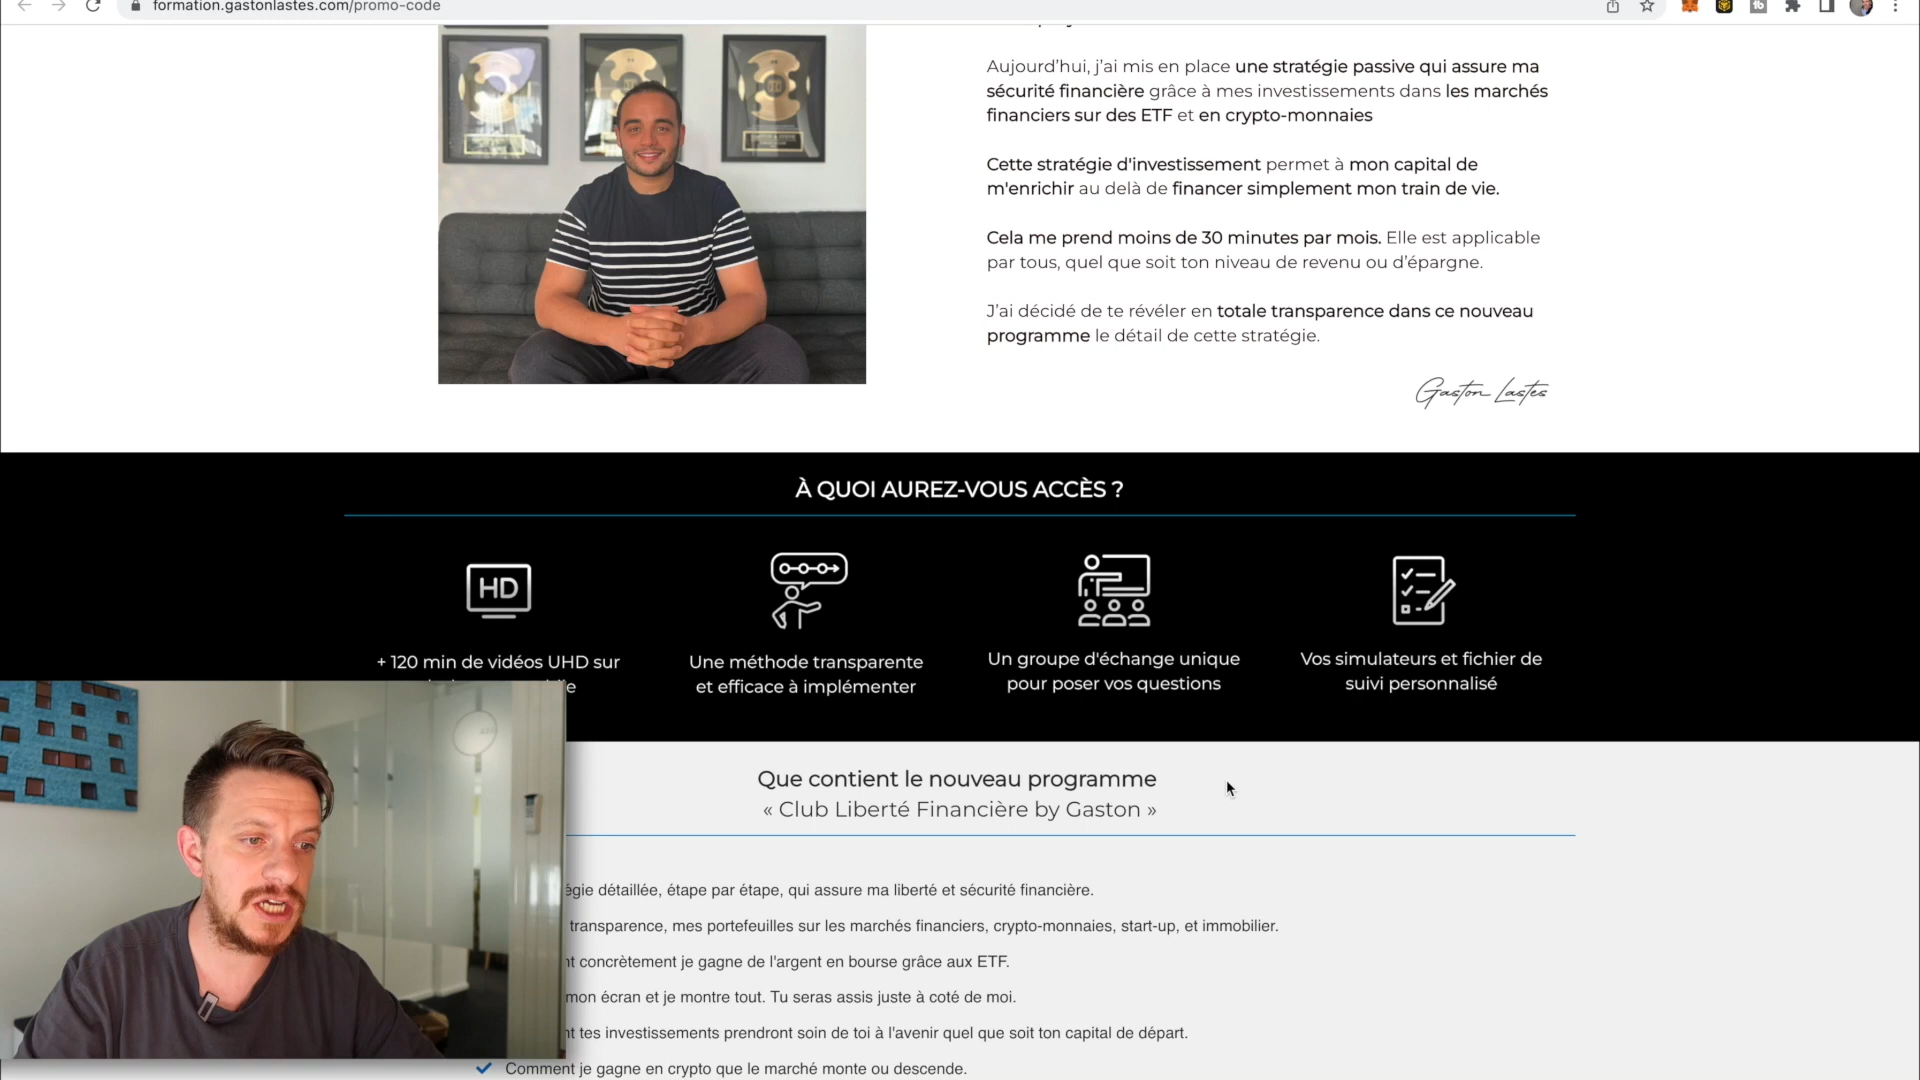 formation.gastonlastes.com/promo-code
Aujourd'hui, j'ai mis en place une stratégie passive qui assure ma
sécurité financière grâce à mes investissements dans les marchés
financiers sur des ETF et en crypto-monnaies
Cette stratégie d'investissement permet à mon capital de
m'enrichir au delà de financer simplement mon train de vie.
Cela me prend moins de 30 minutes par mois. Elle est applicable
par tous, quel que soit ton niveau de revenu ou d'épargne.
J'ai décidé de te révéler en totale transparence dans ce nouveau
programme le détail de cette stratégie.
Gaston Lastes
À QUOI AUREZ-VOUS ACCÈS ?
HD
+ 120 min de vidéos UHD sur
Une méthode transparente
et efficace à implémenter
Un groupe d'échange unique
pour poser vos questions
Vos simulateurs et fichier de
suivi personnalisé
Que contient le nouveau programme
« Club Liberté Financière by Gaston »
détaillée, étape par étape, qui assure ma liberté et sécurité financière.
transparence, mes portefeuilles sur les marchés financiers, crypto-monnaies, start-up, et immobilier.
concrètement je gagne de l'argent en bourse grâce aux ETF.
mon écran et je montre tout. Tu seras assis juste à coté de moi.
tes investissements prendront soin de toi à l'avenir quel que soit ton capital de départ.
Comment je gagne en crypto que le marché monte ou descende.